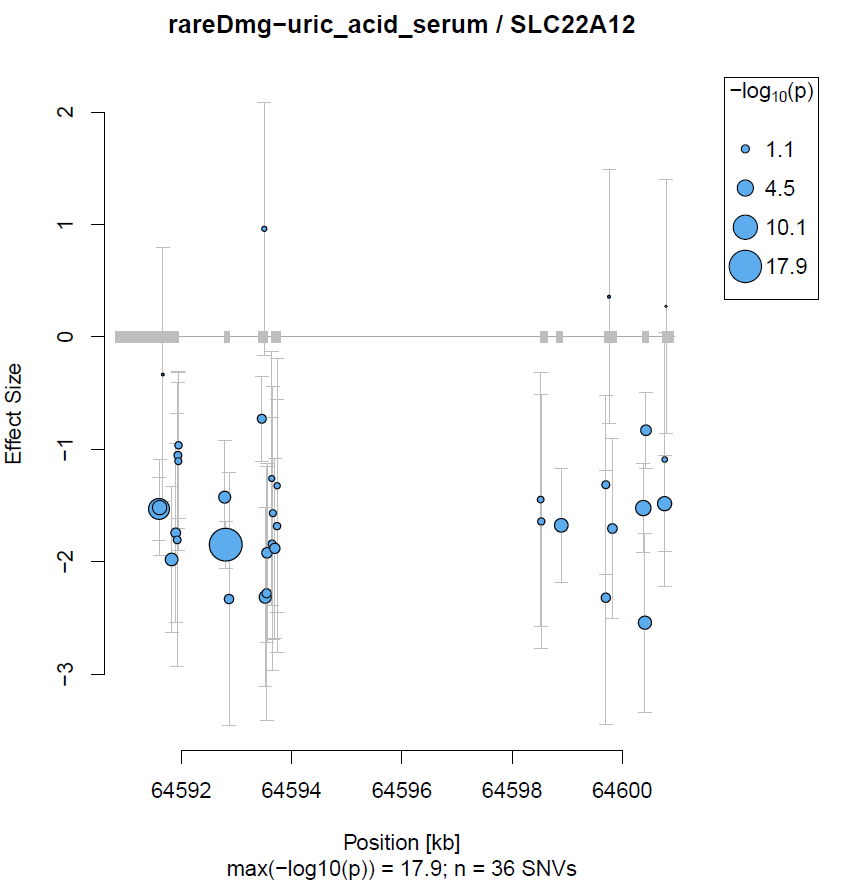 rareDmg−uric_acid_serum / SLC22A12
−log10(p)
1.1
4.5
10.1
17.9
2
1
0
−1
−2
−3
Effect Size
64592 64594 64596 64598 64600
Position [kb]
max(−log10(p)) = 17.9; n = 36 SNVs